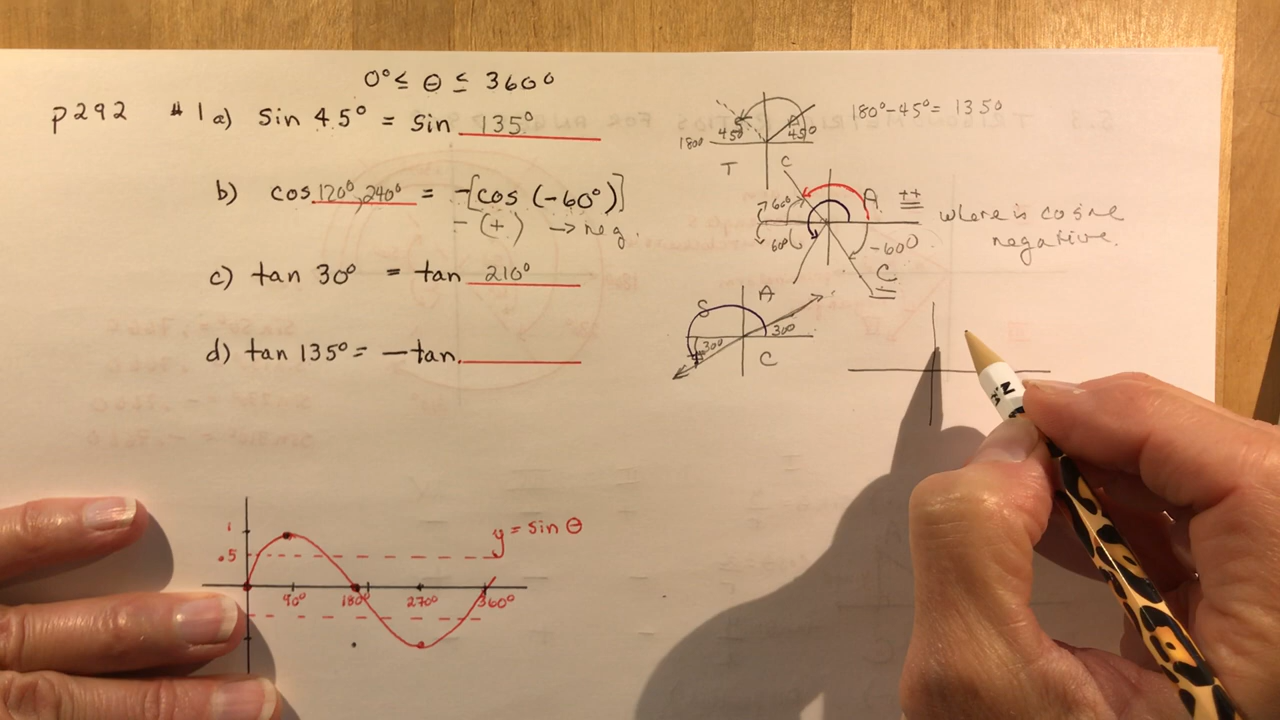 0° ≤ θ ≤ 360°
p292 #1 a) sin 45° = sin 135°
b) cos 120°, 240° = -[cos (-60°)]
- (+) → neg.
c) tan 30° = tan 210°
d) tan 135° = -tan
180° 45° 45° 180° - 45° = 135°
T C
60° A ++
60° -60° where is cosine
negative.
C
S A
30° 30°
C
1 y = sin θ
.5
90° 180° 270° 360°